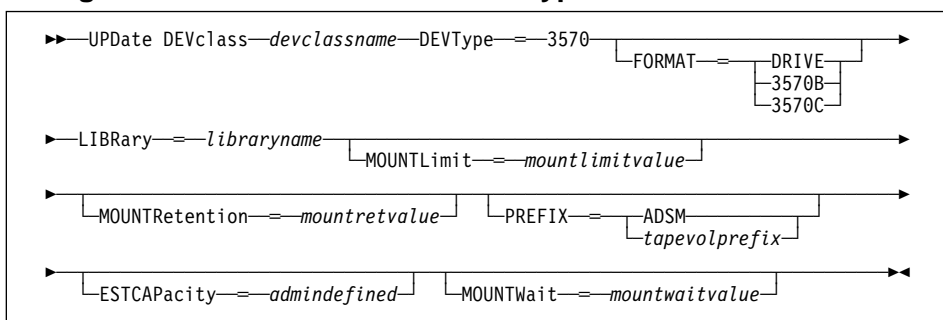 UPDate DEVclass—devclassname—DEVType—=—3570
FORMAT—=—DRIVE
3570B
3570C
LIBRary—=—libraryname
MOUNTLimit—=—mountlimitvalue
MOUNTRetention—=—mountretvalue
PREFIX—=—ADSM
tapevolprefix
ESTCAPacity—=—admindefined
MOUNTWait—=—mountwaitvalue